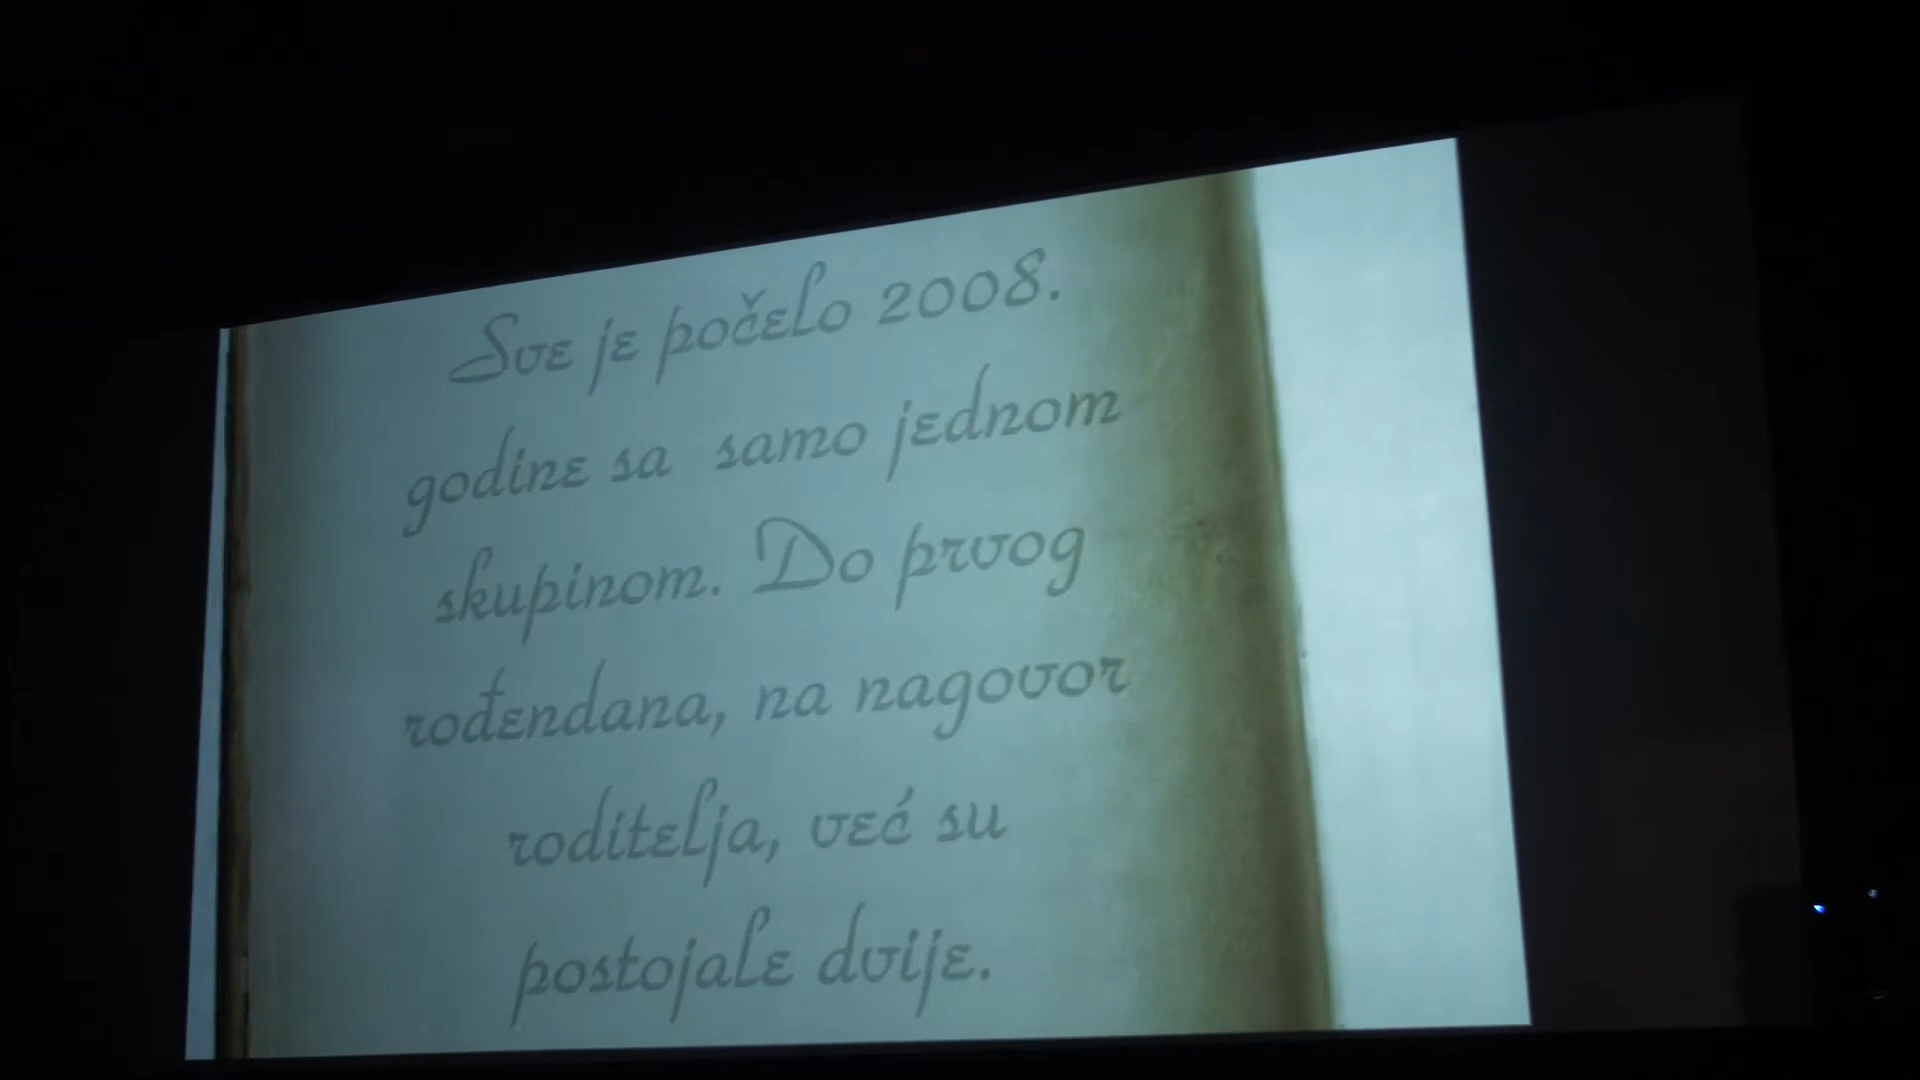 Sve je počelo 2008.
godine sa samo jednom
skupinom. Do prvog
rođendana, na nagovor
roditelja, već su
postojale dvije.